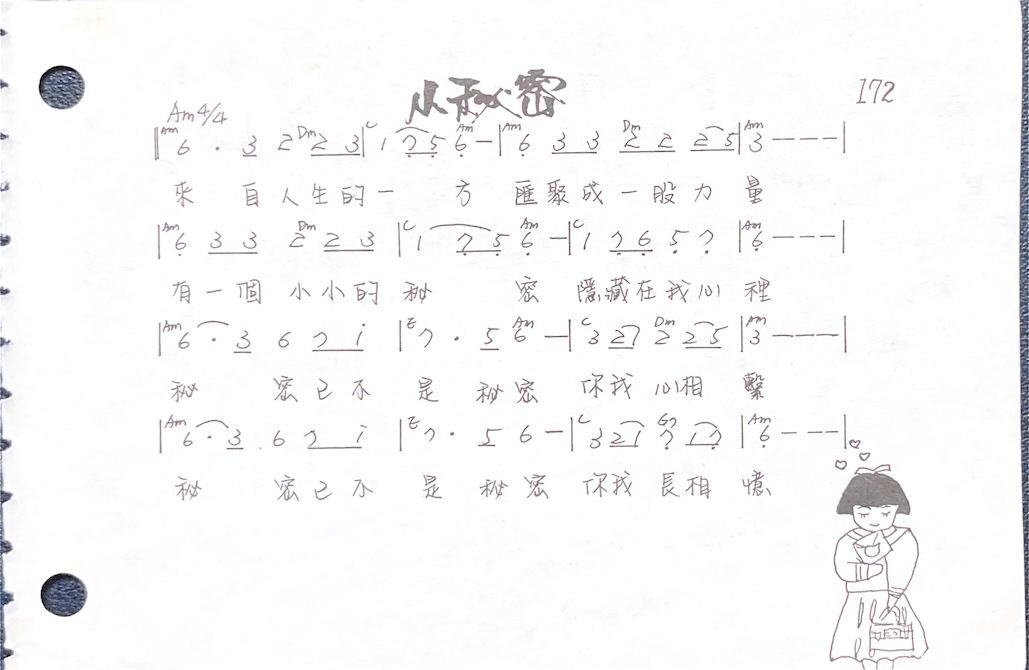 小秘密
172
Am 4/4
|Am 6 · 3 2 Dm 2 3 |C 1 7 5 Am 6 — |Am 6 3 3 Dm 2 2 2 5 |Am 3 — — — |
來 自人生的一 方 匯聚成一股力 量
|Am 6 3 3 2 Dm 2 3 |C 1 7 5 Am 6 — |C 1 7 6 5 7 |Am 6 — — — |
有一個 小小的秘 密 隱藏在我心 裡
|Am 6 · 3 6 7 i |E 7 · 5 Am 6 — |C 3 2 1 Dm 2 2 5 |Am 3 — — — |
秘 密已不 是 秘密 你我 心相 繫
|Am 6 · 3 6 7 i |E 7 · 5 6 — |C 3 2 1 G 7 1 7 |Am 6 — — — |
秘 密已不 是 秘密 你我 長相 憶